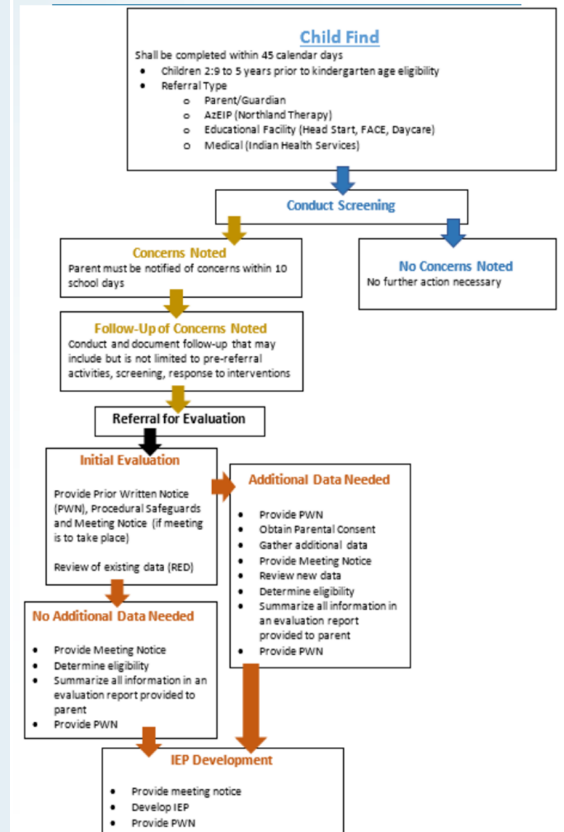 Child Find
Shall be completed within 45 calendar days
• Children 2:9 to 5 years prior to kindergarten age eligibility
• Referral Type
o Parent/Guardian
o AzEIP (Northland Therapy)
o Educational Facility (Head Start, FACE, Daycare)
o Medical (Indian Health Services)
Conduct Screening
Concerns Noted
Parent must be notified of concerns within 10
school days
No Concerns Noted
No further action necessary
Follow-Up of Concerns Noted
Conduct and document follow-up that may
include but is not limited to pre-referral
activities, screening, response to interventions
Referral for Evaluation
Initial Evaluation
Provide Prior Written Notice
(PWN), Procedural Safeguards
and Meeting Notice (if meeting
is to take place)
Review of existing data (RED)
Additional Data Needed
• Provide PWN
• Obtain Parental Consent
• Gather additional data
• Provide Meeting Notice
• Review new data
• Determine eligibility
• Summarize all information in
an evaluation report
provided to parent
• Provide PWN
No Additional Data Needed
• Provide Meeting Notice
• Determine eligibility
• Summarize all information in an
evaluation report provided to
parent
• Provide PWN
IEP Development
• Provide meeting notice
• Develop IEP
• Provide PWN